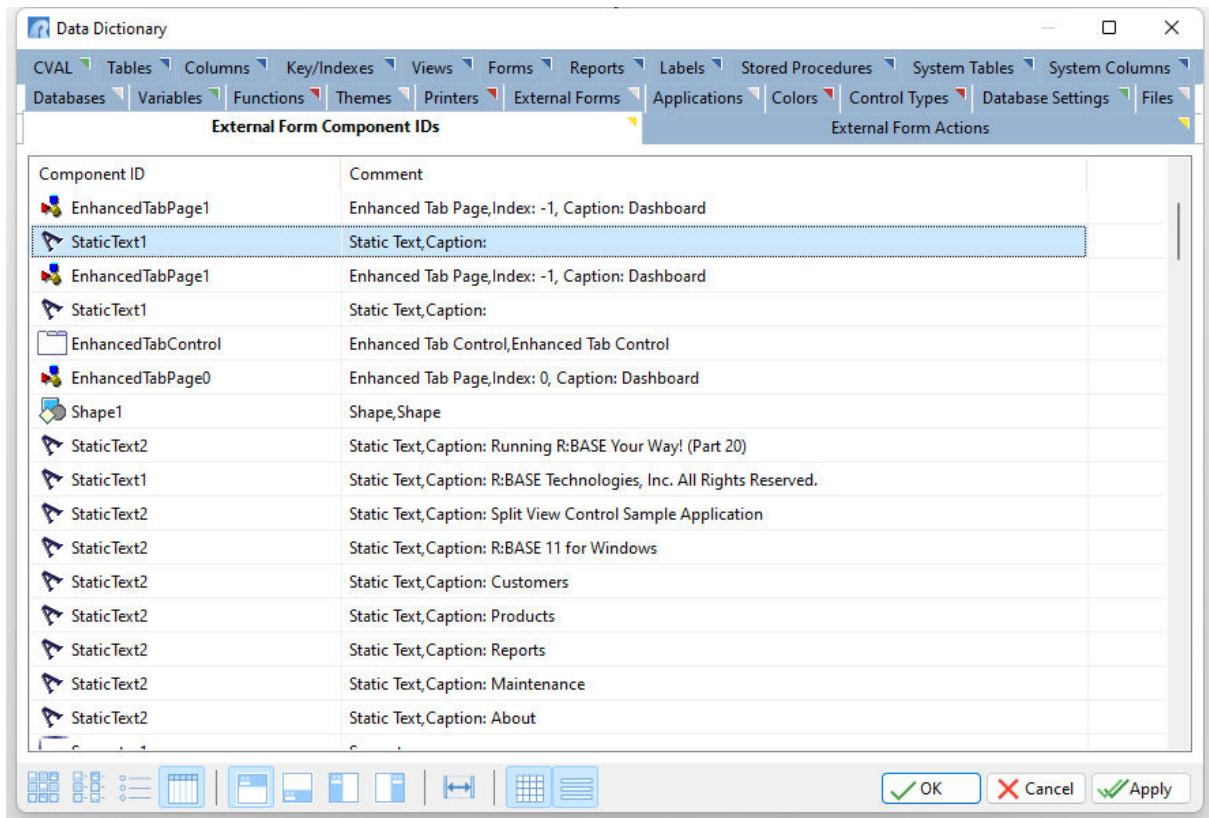 Data Dictionary
CVAL Tables Columns Key/Indexes Views Forms Reports Labels Stored Procedures System Tables System Columns
Databases Variables Functions Themes Printers External Forms Applications Colors Control Types Database Settings Files
External Form Component IDs External Form Actions
Component ID Comment
EnhancedTabPage1 Enhanced Tab Page,Index: -1, Caption: Dashboard
StaticText1 Static Text,Caption:
EnhancedTabPage1 Enhanced Tab Page,Index: -1, Caption: Dashboard
StaticText1 Static Text,Caption:
EnhancedTabControl Enhanced Tab Control,Enhanced Tab Control
EnhancedTabPage0 Enhanced Tab Page,Index: 0, Caption: Dashboard
Shape1 Shape,Shape
StaticText2 Static Text,Caption: Running R:BASE Your Way! (Part 20)
StaticText1 Static Text,Caption: R:BASE Technologies, Inc. All Rights Reserved.
StaticText2 Static Text,Caption: Split View Control Sample Application
StaticText2 Static Text,Caption: R:BASE 11 for Windows
StaticText2 Static Text,Caption: Customers
StaticText2 Static Text,Caption: Products
StaticText2 Static Text,Caption: Reports
StaticText2 Static Text,Caption: Maintenance
StaticText2 Static Text,Caption: About
OK Cancel Apply